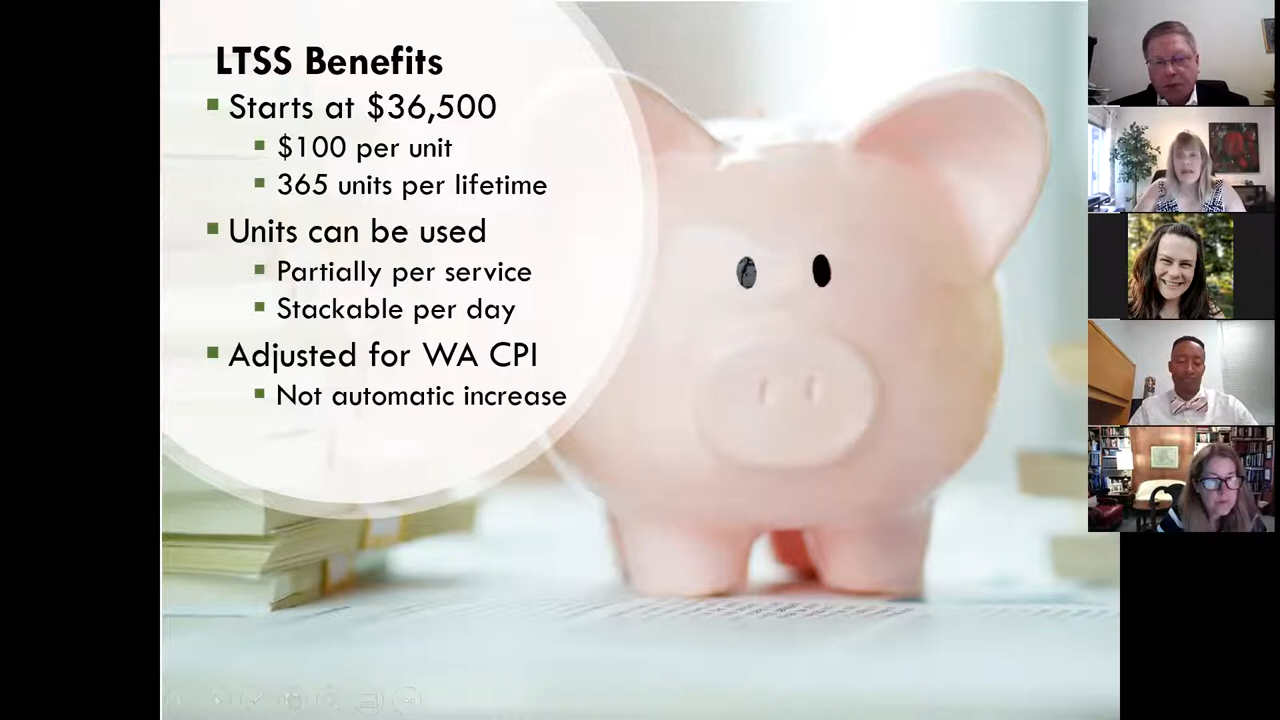 LTSS Benefits
Starts at $36,500
$100 per unit
365 units per lifetime
Units can be used
Partially per service
Stackable per day
Adjusted for WA CPI
Not automatic increase